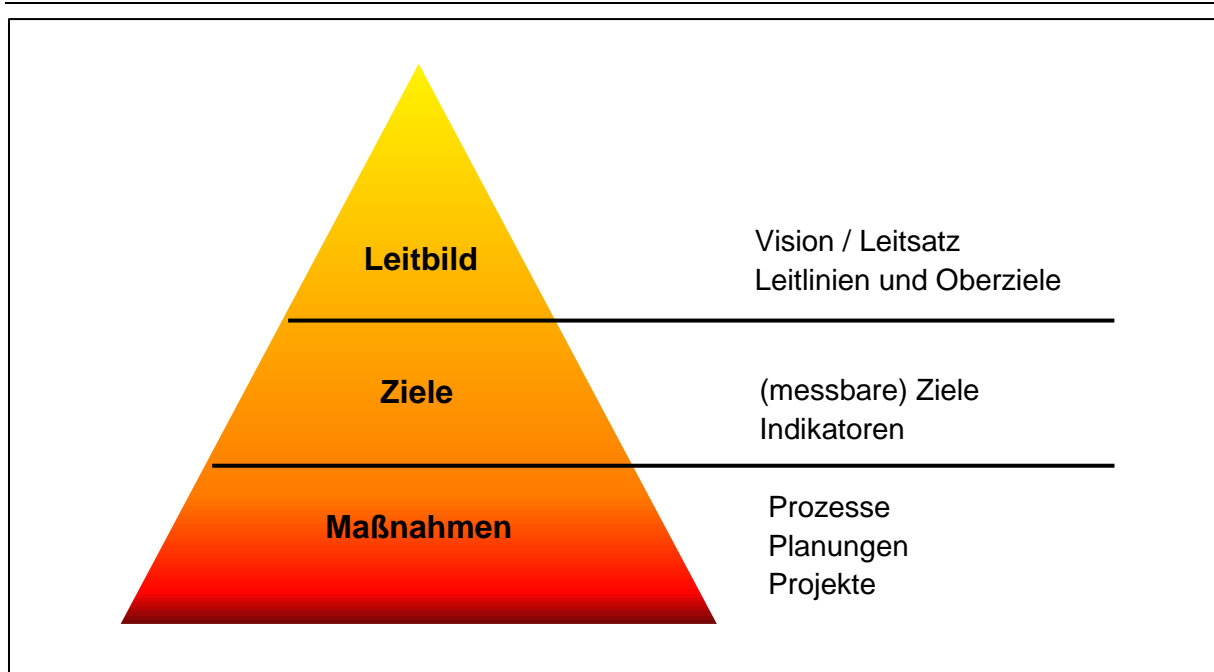 Leitbild
Vision / Leitsatz
Leitlinien und Oberziele
Ziele
(messbare) Ziele
Indikatoren
Maßnahmen
Prozesse
Planungen
Projekte